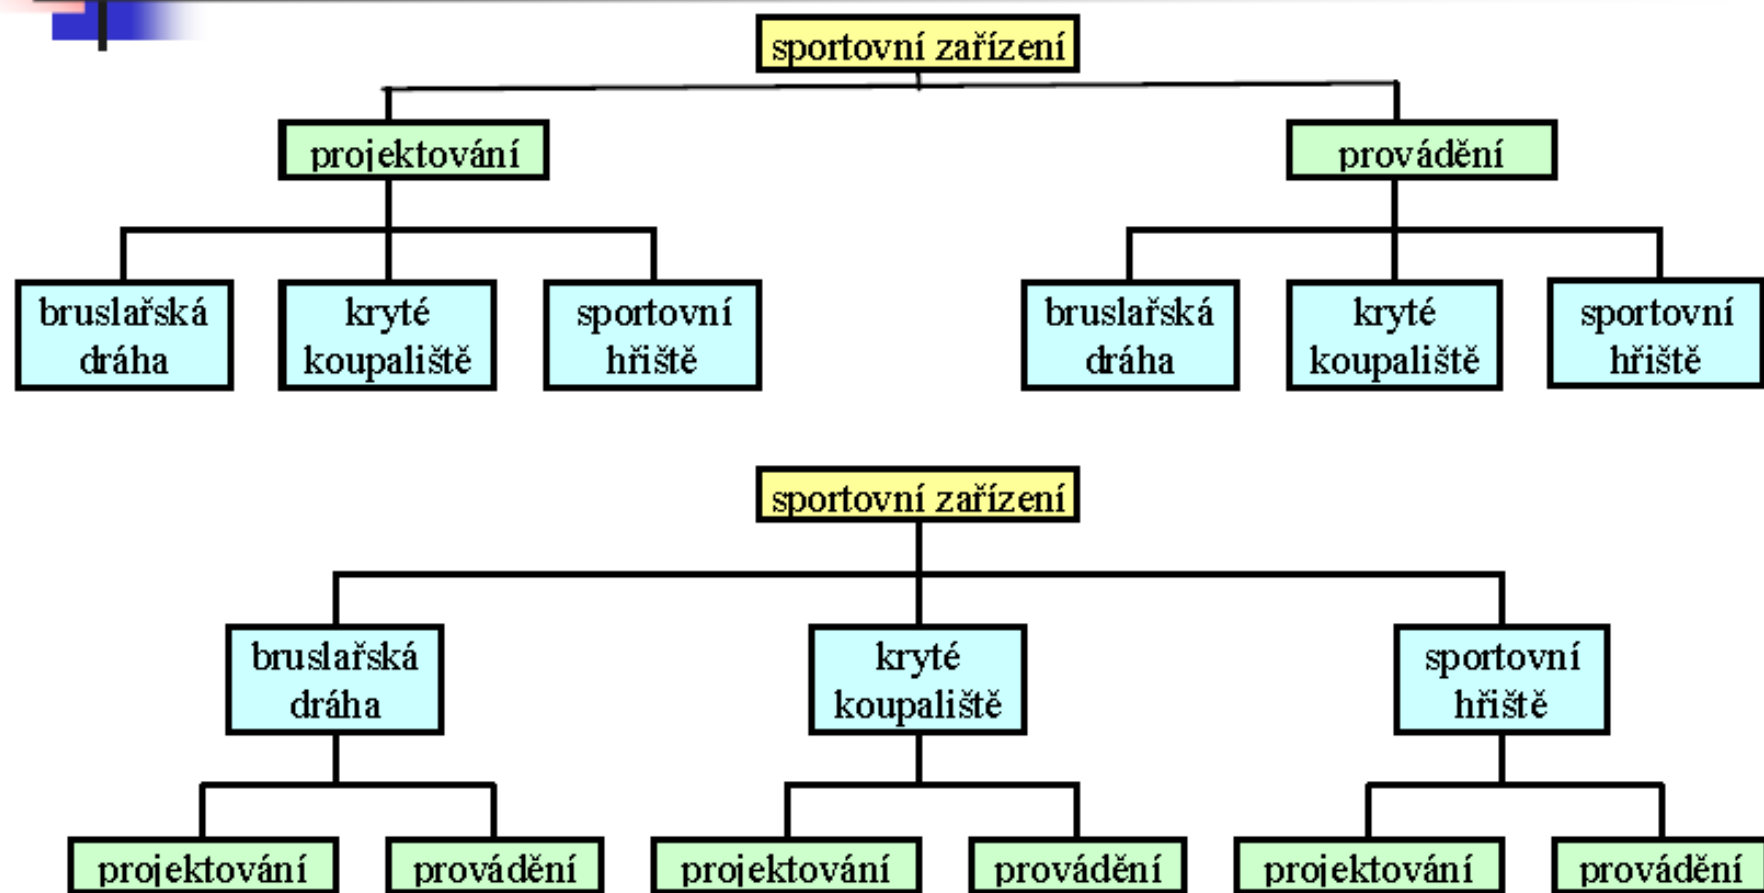 sportovní zařízení
projektování
provádění
bruslařská
dráha
kryté
koupaliště
sportovní
hřiště
bruslařská
dráha
kryté
koupaliště
sportovní
hřiště
sportovní zařízení
bruslařská
dráha
kryté
koupaliště
sportovní
hřiště
projektování
provádění
projektování
provádění
projektování
provádění